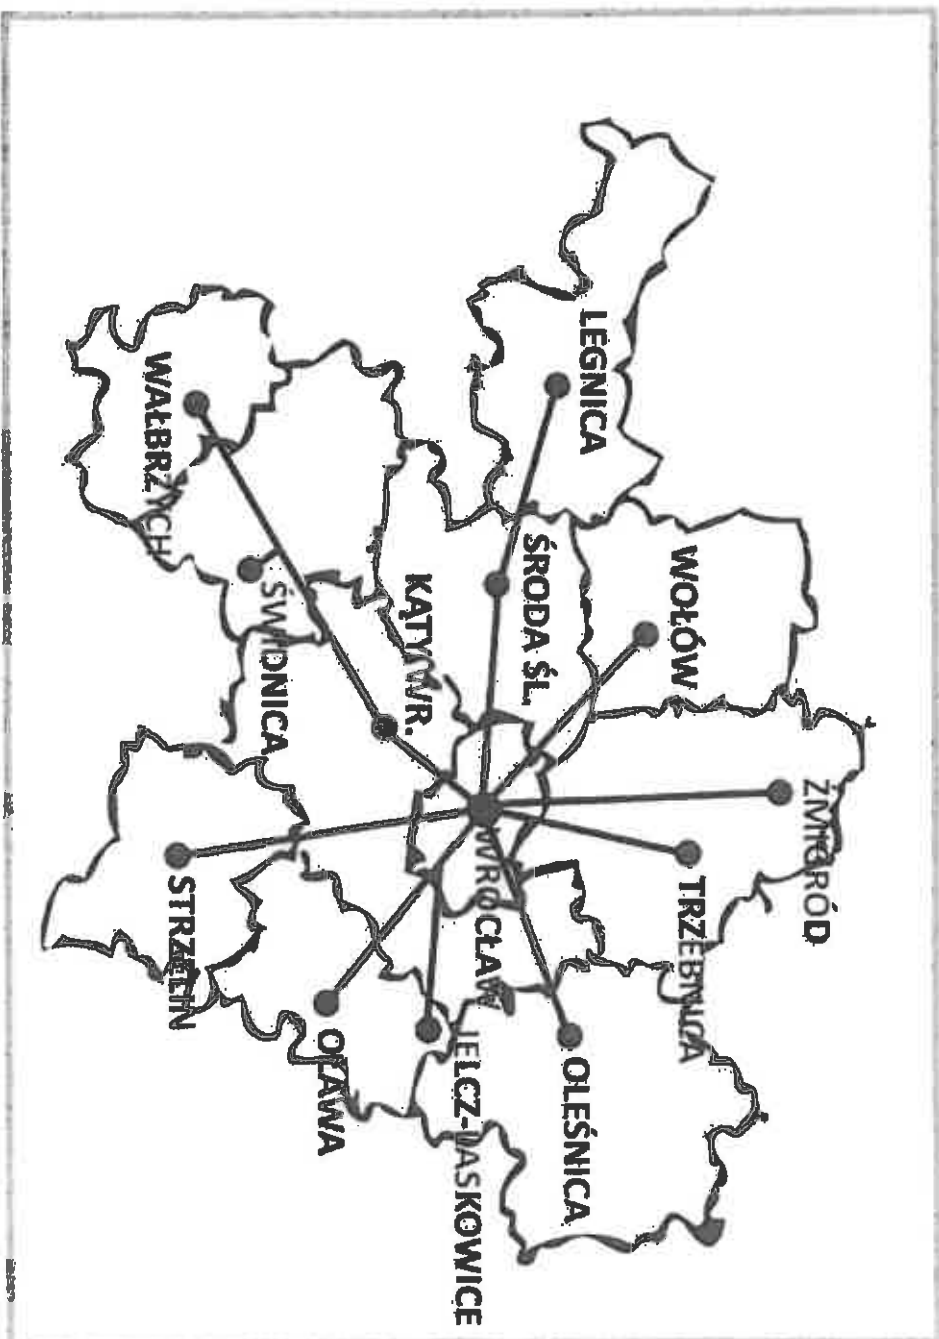 ŻMIGRÓD
WOŁÓW
TRZEBNICA
LEGNICA
OLEŚNICA
ŚRODA ŚL.
WROCŁAW
JELCZ-LASKOWICE
KĄTY WR.
OŁAWA
ŚWIDNICA
STRZELIN
WAŁBRZYCH